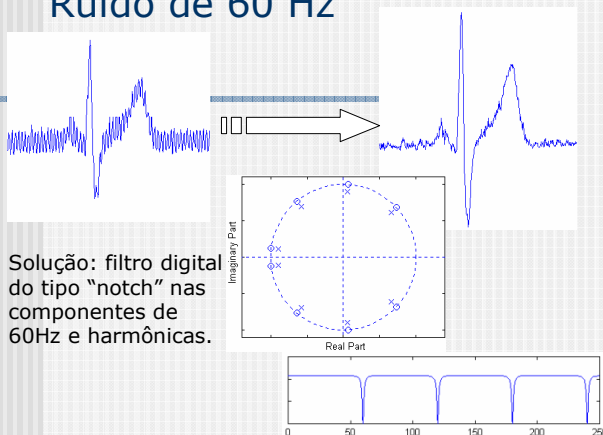 Ruído de 60 Hz
Solução: filtro digital
do tipo “notch” nas
componentes de
60Hz e harmônicas.
Imaginary Part
Real Part
0 50 100 150 200 250